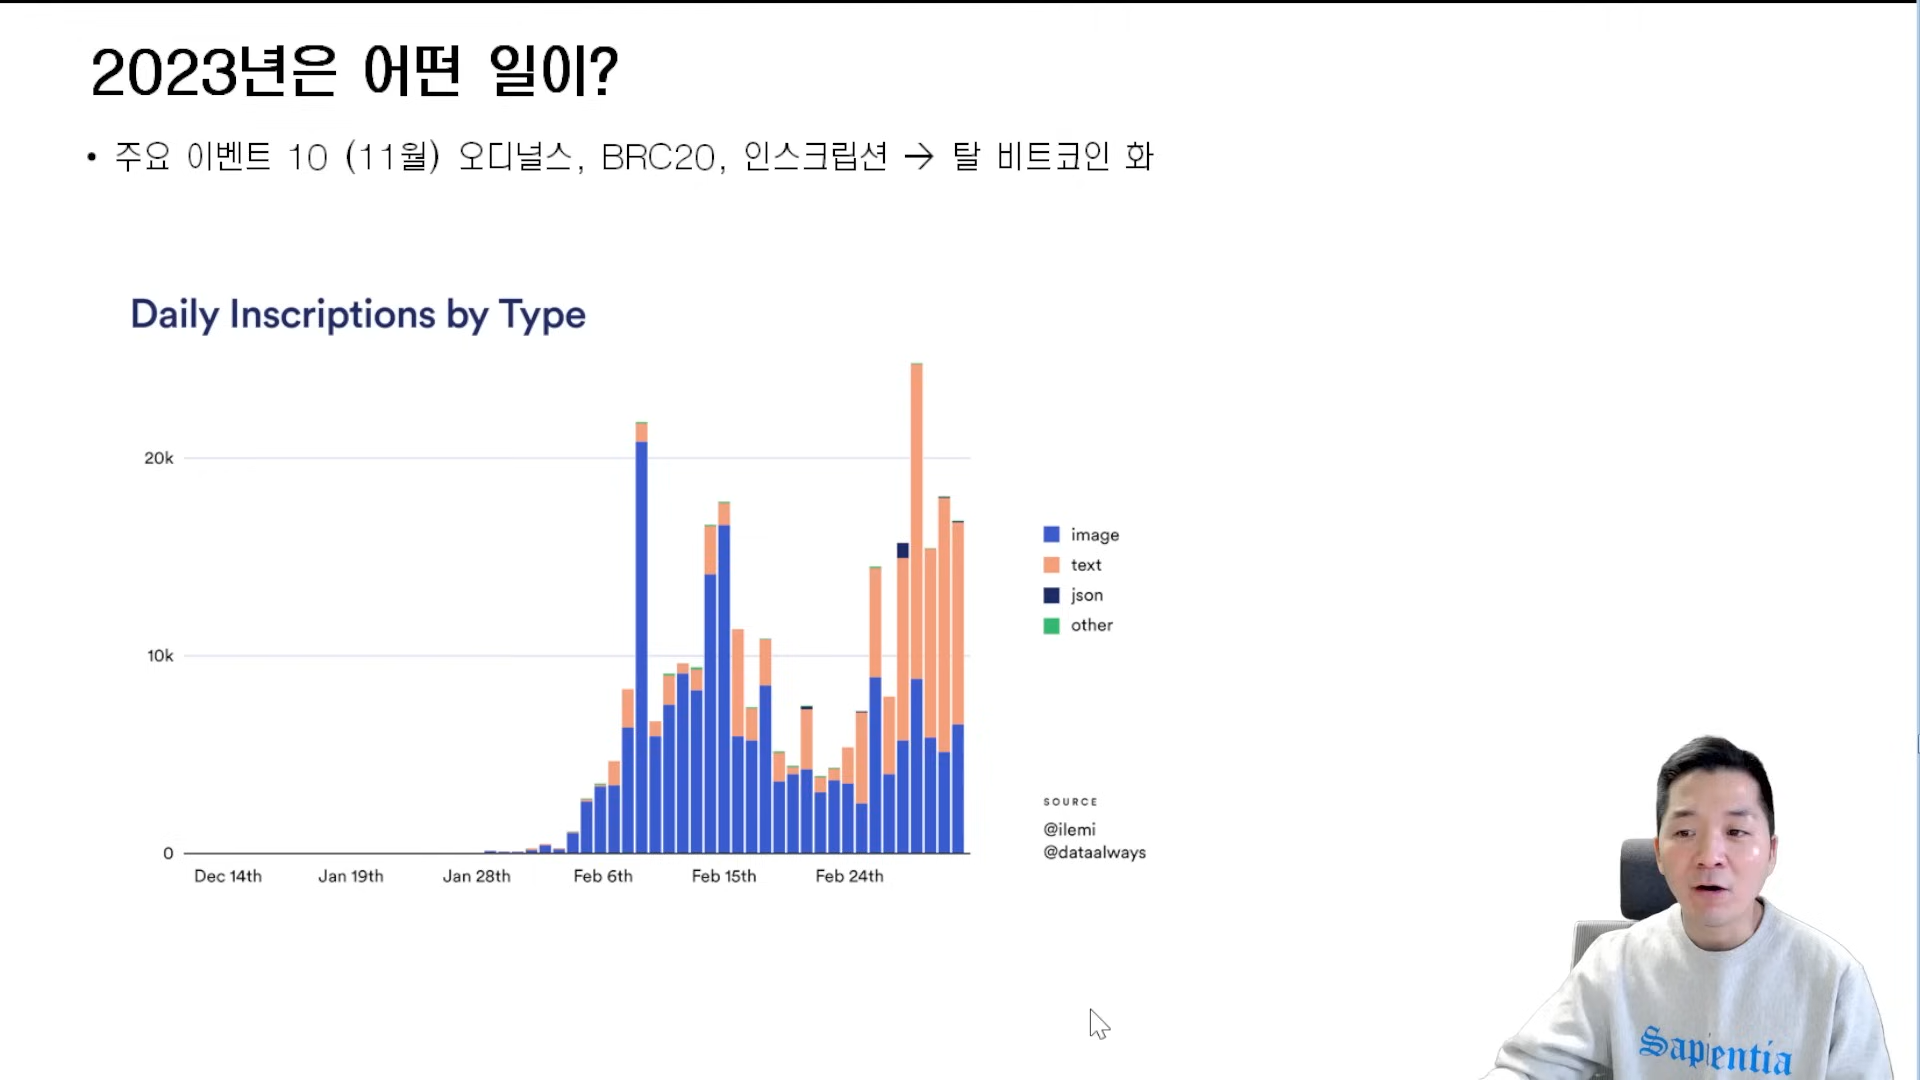 2023년은 어떤 일이?
• 주요 이벤트 10 (11월) 오디널스, BRC20, 인스크립션 → 탈 비트코인 화
Daily Inscriptions by Type
20k
10k
0
Dec 14th Jan 19th Jan 28th Feb 6th Feb 15th Feb 24th
image
text
json
other
SOURCE
@ilemi
@dataalways
Sapientia